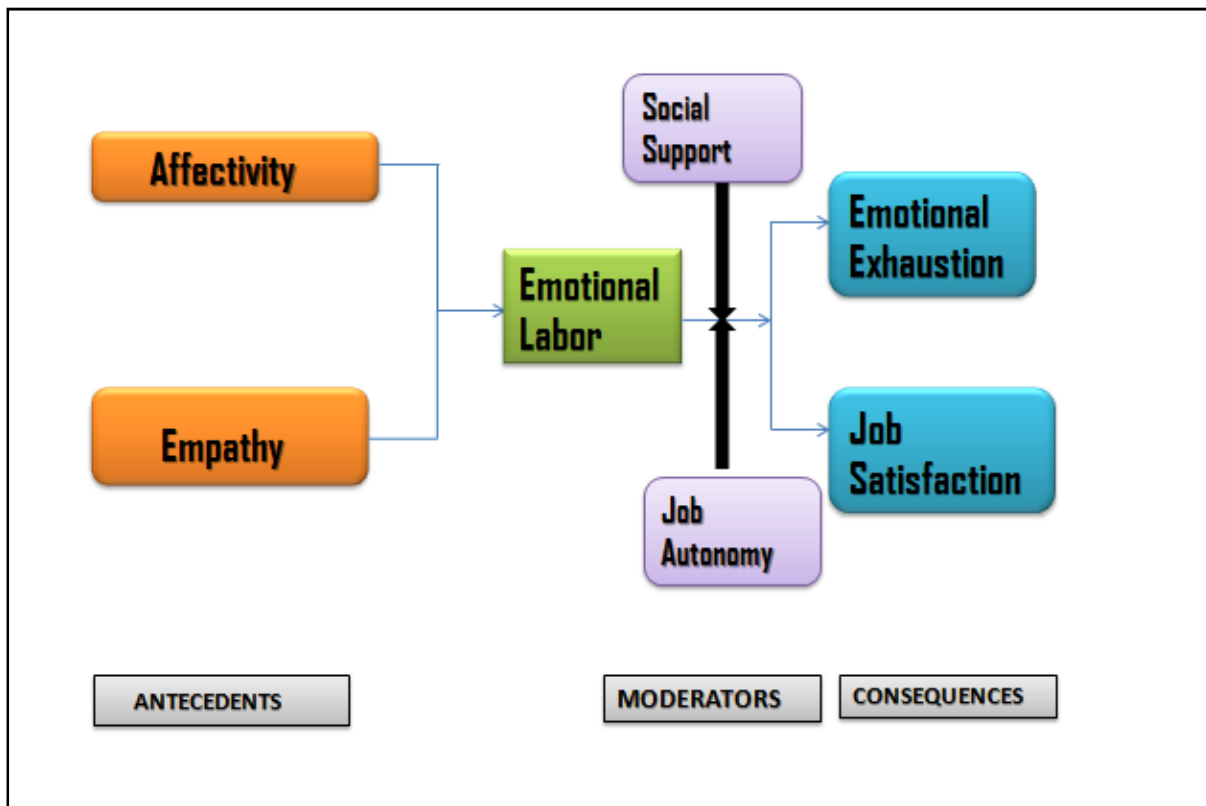 Affectivity
Empathy
Emotional
Labor
Social
Support
Job
Autonomy
Emotional
Exhaustion
Job
Satisfaction
ANTECEDENTS
MODERATORS
CONSEQUENCES